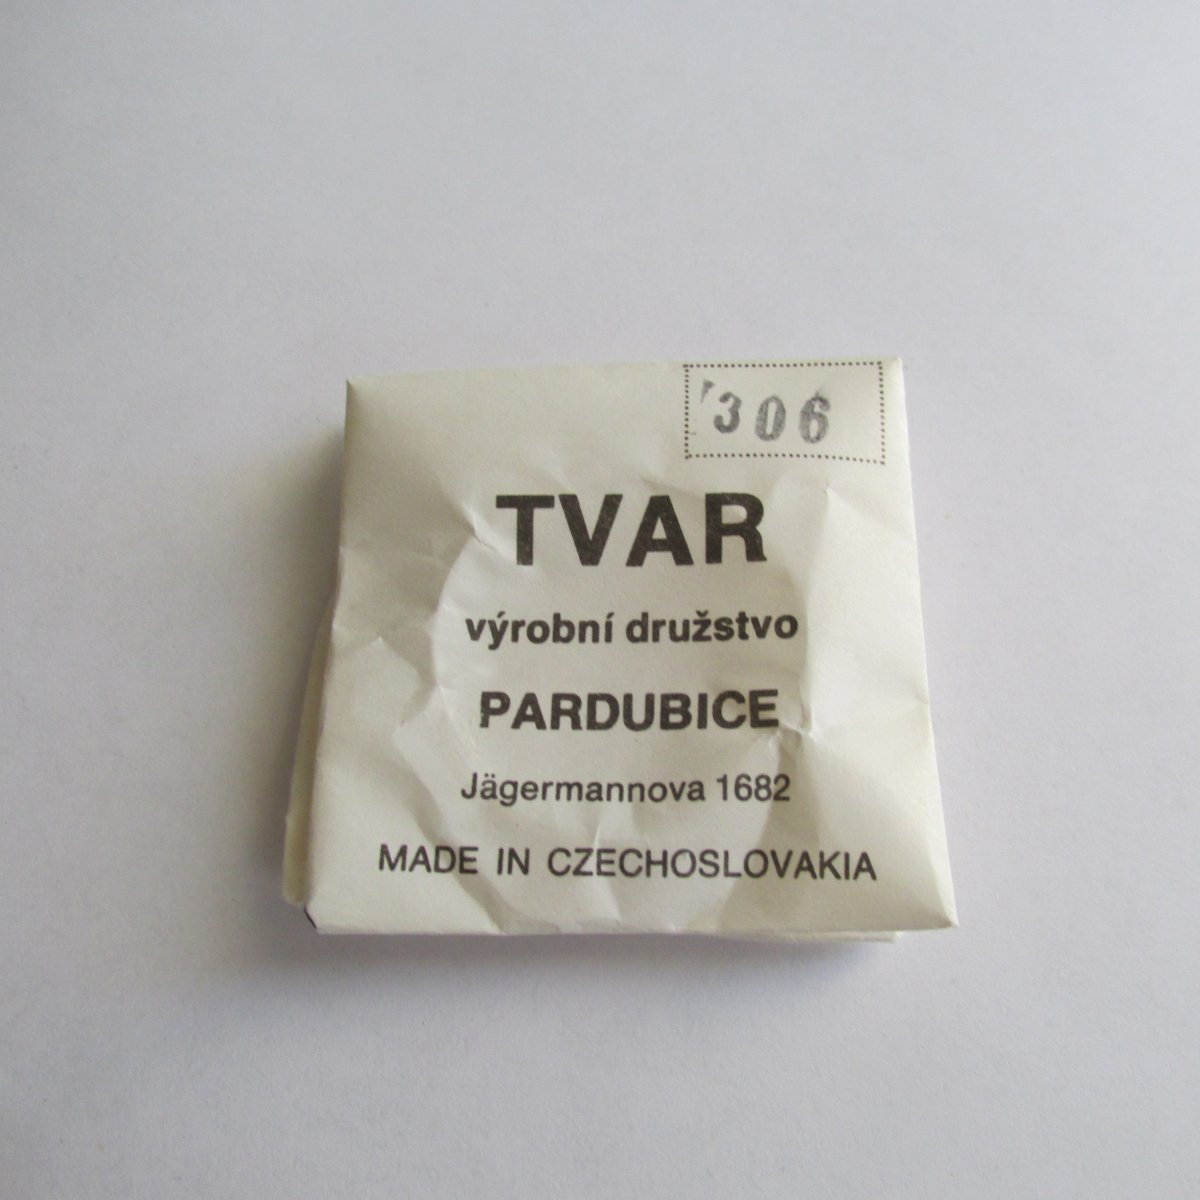 306
TVAR
výrobní družstvo
PARDUBICE
Jägermannova 1682
MADE IN CZECHOSLOVAKIA